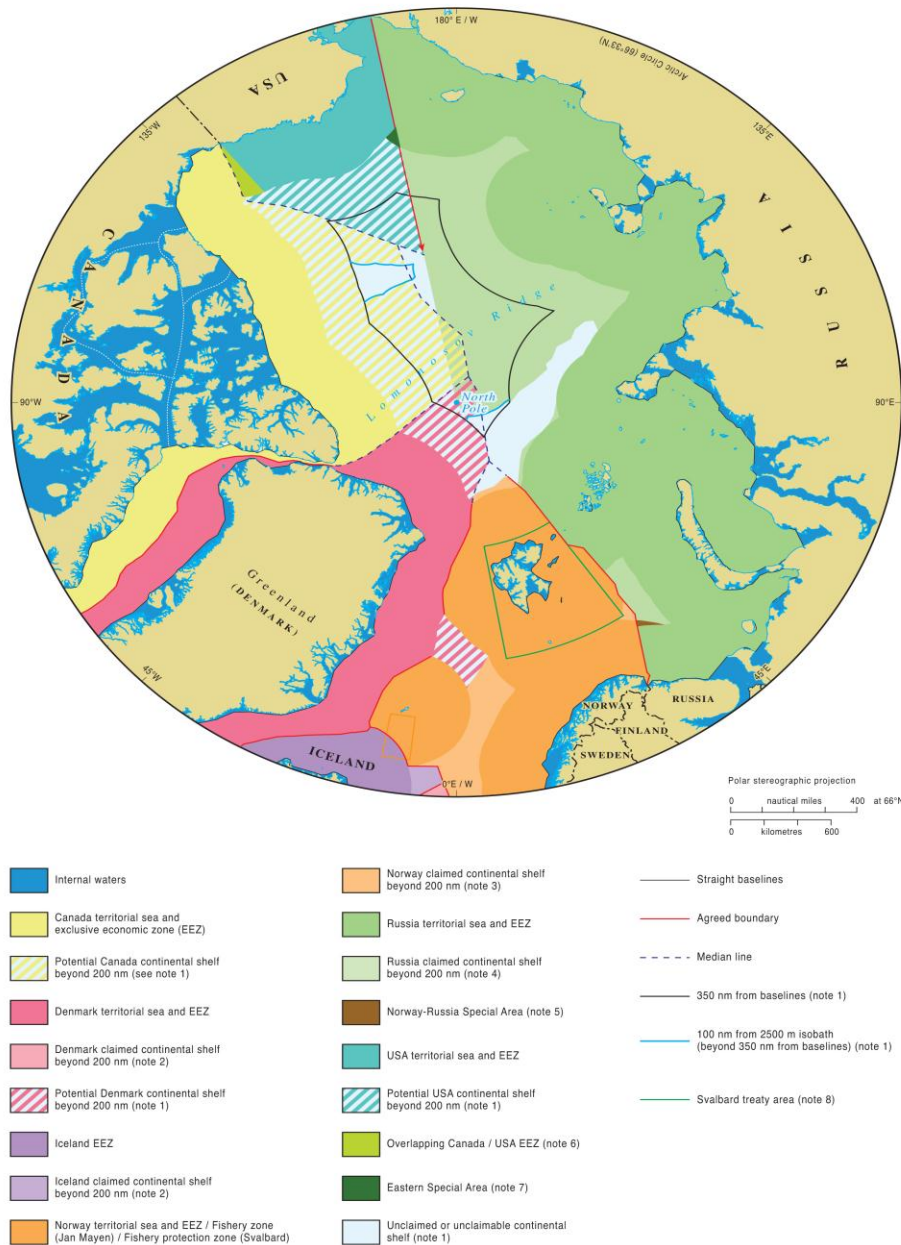 180° E / W
Arctic Circle (66°33'N)
USA
135°W
135°E
CANADA
RUSSIA
Lomonosov Ridge
North
Pole
90°W
90°E
Greenland
(DENMARK)
45°W
45°E
NORWAY
RUSSIA
FINLAND
SWEDEN
ICELAND
0°E / W
Polar stereographic projection
0 nautical miles 400 at 66°N
0 kilometres 600
Internal waters
Canada territorial sea and
exclusive economic zone (EEZ)
Potential Canada continental shelf
beyond 200 nm (see note 1)
Denmark territorial sea and EEZ
Denmark claimed continental shelf
beyond 200 nm (note 2)
Potential Denmark continental shelf
beyond 200 nm (note 1)
Iceland EEZ
Iceland claimed continental shelf
beyond 200 nm (note 2)
Norway territorial sea and EEZ / Fishery zone
(Jan Mayen) / Fishery protection zone (Svalbard)
Norway claimed continental shelf
beyond 200 nm (note 3)
Russia territorial sea and EEZ
Russia claimed continental shelf
beyond 200 nm (note 4)
Norway-Russia Special Area (note 5)
USA territorial sea and EEZ
Potential USA continental shelf
beyond 200 nm (note 1)
Overlapping Canada / USA EEZ (note 6)
Eastern Special Area (note 7)
Unclaimed or unclaimable continental
shelf (note 1)
Straight baselines
Agreed boundary
Median line
350 nm from baselines (note 1)
100 nm from 2500 m isobath
(beyond 350 nm from baselines) (note 1)
Svalbard treaty area (note 8)